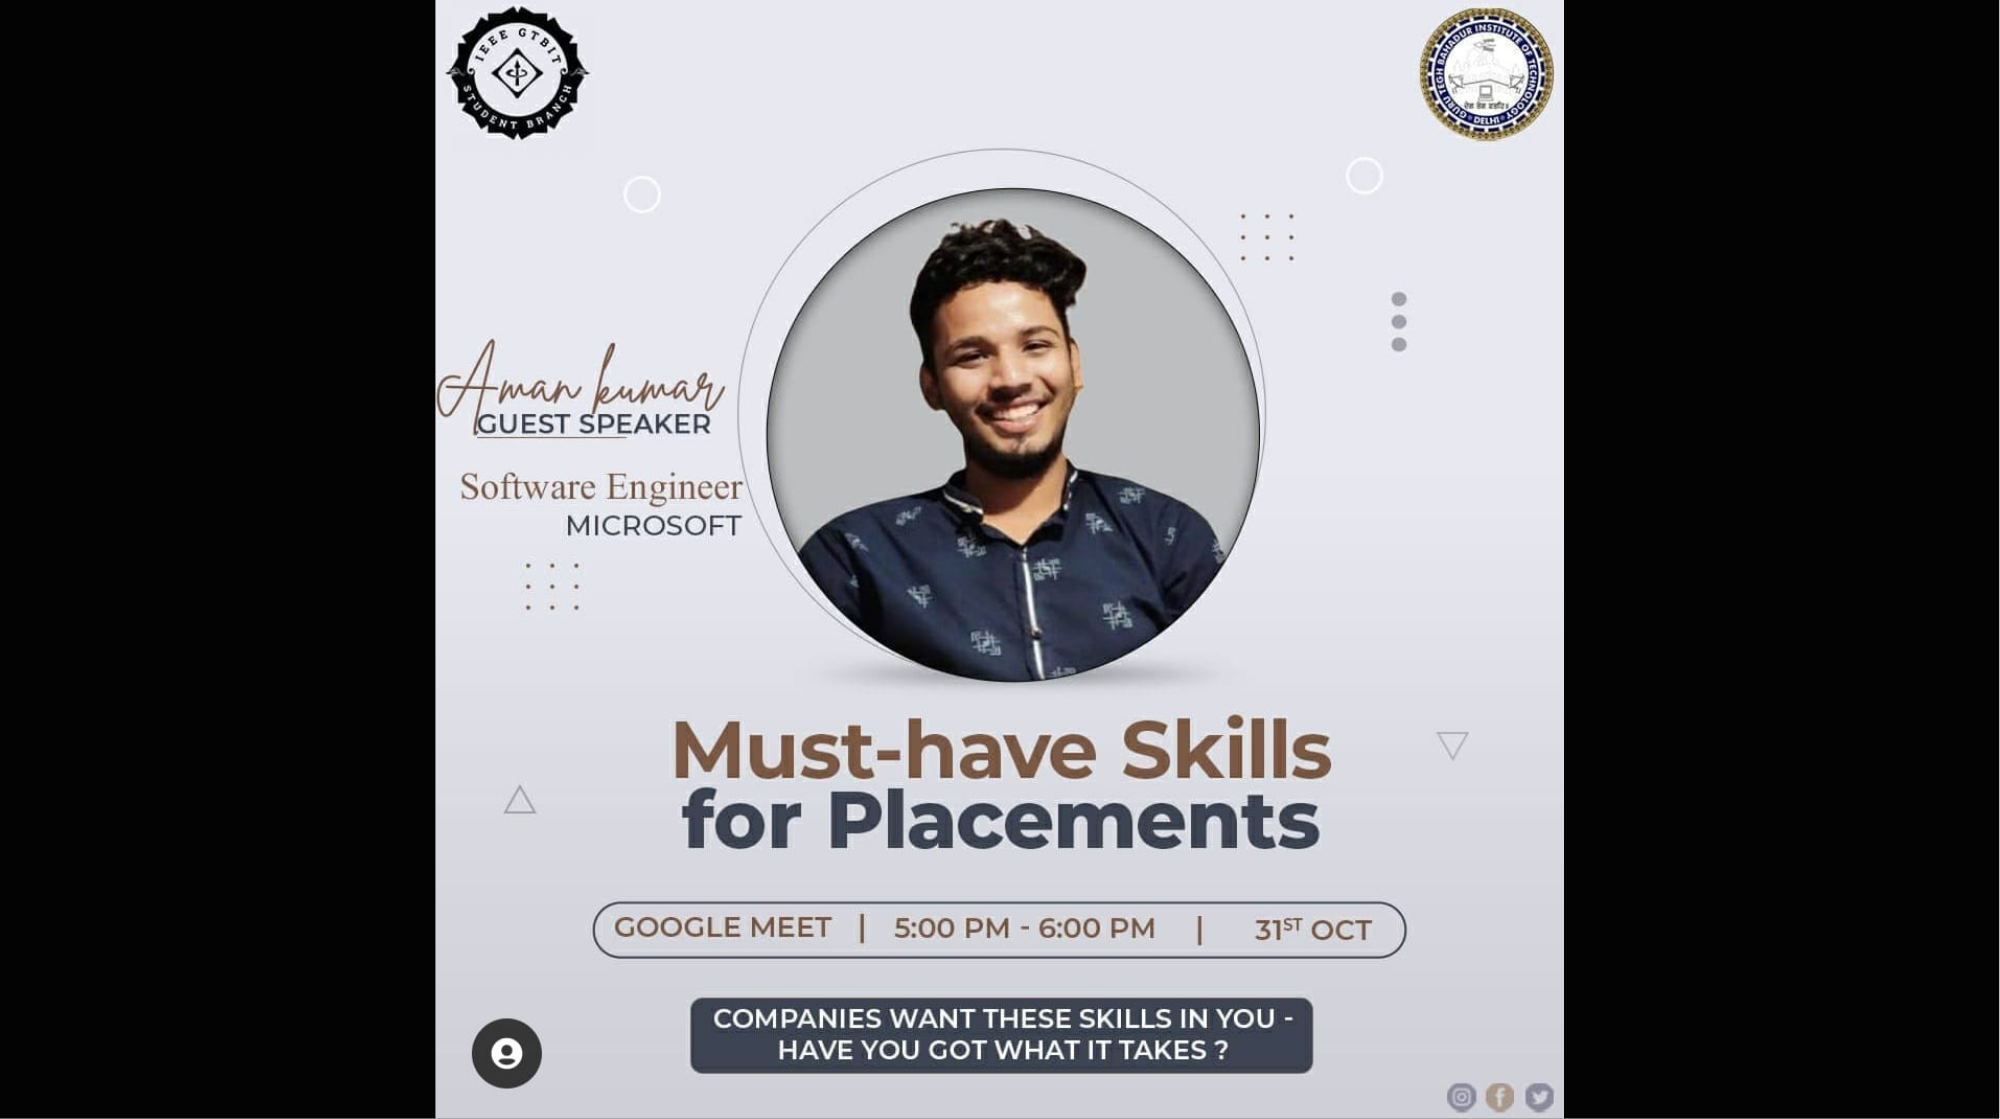 IEEE GTBIT
STUDENT BRANCH
GURU TEGH BAHADUR INSTITUTE OF TECHNOLOGY
DELHI
Aman kumar
GUEST SPEAKER
Software Engineer
MICROSOFT
Must-have Skills
for Placements
GOOGLE MEET | 5:00 PM - 6:00 PM | 31ST OCT
COMPANIES WANT THESE SKILLS IN YOU -
HAVE YOU GOT WHAT IT TAKES ?